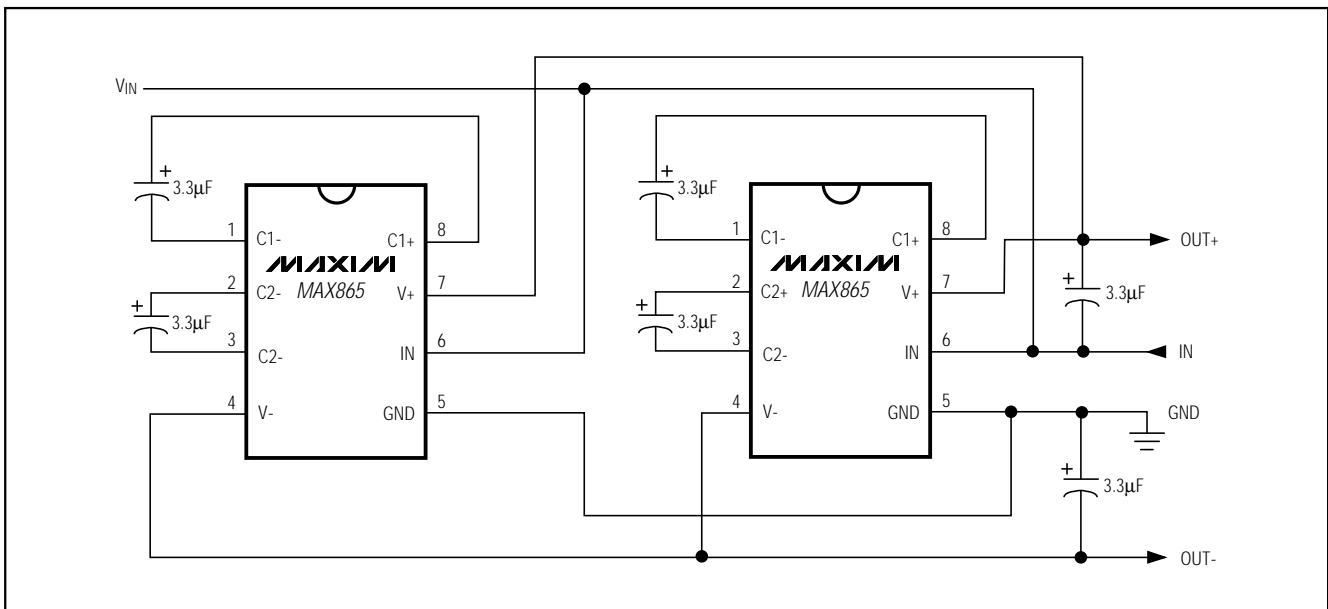 VIN
+
3.3µF
1
C1-
C1+
8
MAXIM
MAX865
2
C2-
V+
7
+
3.3µF
3
C2-
IN
6
4
V-
GND
5
+
3.3µF
1
C1-
C1+
8
MAXIM
MAX865
2
C2+
V+
7
+
3.3µF
3
C2-
IN
6
4
V-
GND
5
OUT+
+
3.3µF
IN
GND
+
3.3µF
OUT-